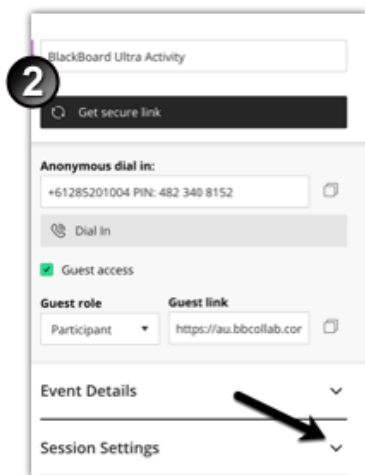 BlackBoard Ultra Activity
2
Get secure link
Anonymous dial in:
+61285201004 PIN: 482 340 8152
Dial In
Guest access
Guest role Guest link
Participant https://au.bbcollab.cor
Event Details
Session Settings